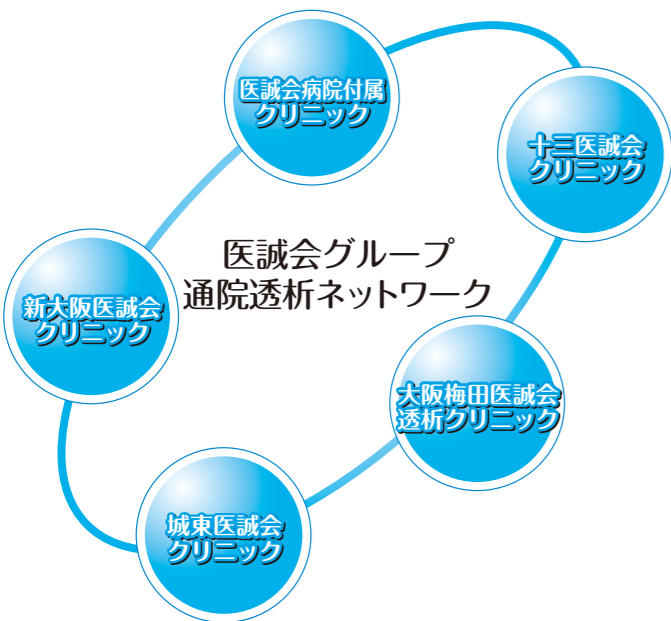 医誠会病院付属
クリニック
十三医誠会
クリニック
医誠会グループ
通院透析ネットワーク
新大阪医誠会
クリニック
大阪梅田医誠会
透析クリニック
城東医誠会
クリニック